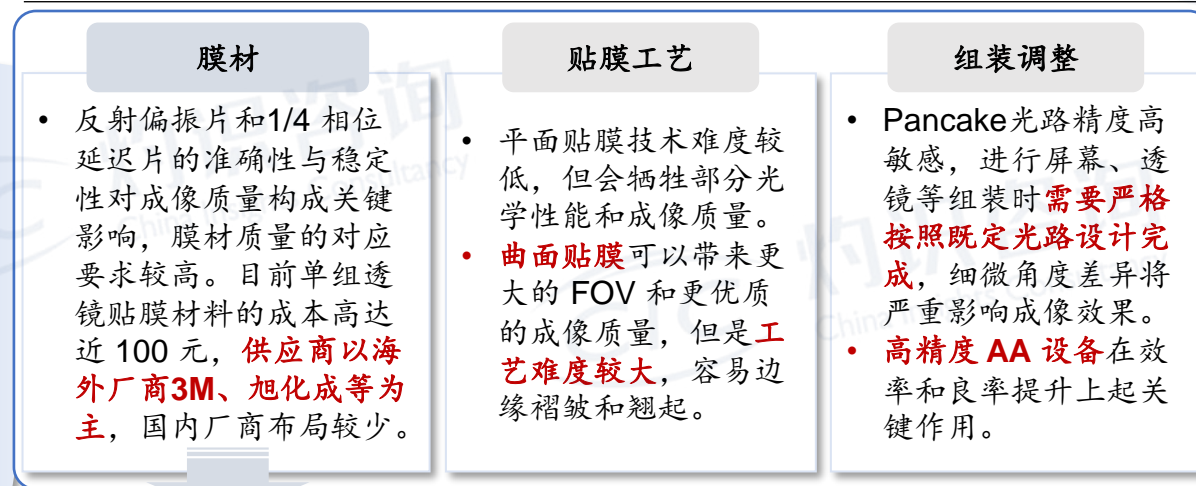 膜材
• 反射偏振片和1/4 相位
延迟片的准确性与稳定
性对成像质量构成关键
影响，膜材质量的对应
要求较高。目前单组透
镜贴膜材料的成本高达
近 100 元，供应商以海
外厂商3M、旭化成等为
主，国内厂商布局较少。
贴膜工艺
• 平面贴膜技术难度较
低，但会牺牲部分光
学性能和成像质量。
• 曲面贴膜可以带来更
大的 FOV 和更优质
的成像质量，但是工
艺难度较大，容易边
缘褶皱和翘起。
组装调整
• Pancake光路精度高
敏感，进行屏幕、透
镜等组装时需要严格
按照既定光路设计完
成，细微角度差异将
严重影响成像效果。
• 高精度 AA 设备在效
率和良率提升上起关
键作用。
灼识咨询
China Insights Consultancy
CIC
灼识咨询